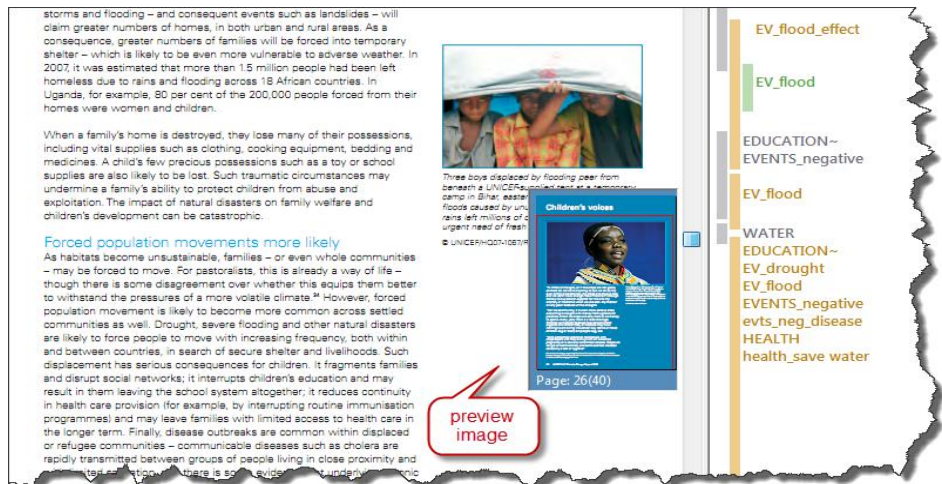 storms and flooding – and consequent events such as landslides – will
claim greater numbers of homes, in both urban and rural areas. As a
consequence, greater numbers of families will be forced into temporary
shelter – which is likely to be even more vulnerable to adverse weather. In
2007, it was estimated that more than 1.5 million people had been left
homeless due to rains and flooding across 18 African countries. In
Uganda, for example, 80 per cent of the 200,000 people forced from their
homes were women and children.
When a family's home is destroyed, they lose many of their possessions,
including vital supplies such as clothing, cooking equipment, bedding and
medicines. A child's few precious possessions such as a toy or school
supplies are also likely to be lost. Such traumatic circumstances may
undermine a family's ability to protect children from abuse and
exploitation. The impact of natural disasters on family welfare and
children's development can be catastrophic.
Forced population movements more likely
As habitats become unsustainable, families – or even whole communities
– may be forced to move. For pastoralists, this is already a way of life –
though there is some disagreement over whether this equips them better
to withstand the pressures of a more volatile climate.34 However, forced
population movement is likely to become more common across settled
communities as well. Drought, severe flooding and other natural disasters
are likely to force people to move with increasing frequency, both within
and between countries, in search of secure shelter and livelihoods. Such
displacement has serious consequences for children. It fragments families
and disrupt social networks; it interrupts children's education and may
result in them leaving the school system altogether; it reduces continuity
in health care provision (for example, by interrupting routine immunisation
programmes) and may leave families with limited access to health care in
the longer term. Finally, disease outbreaks are common within displaced
or refugee communities – communicable diseases such as cholera are
rapidly transmitted between groups of people living in close proximity and
there is
Three boys displaced by flooding peer from
beneath a UNICEF-supplied tent at a temporary
camp in Bihar, easter
floods caused by unu
rains left millions of c
urgent need of fresh
© UNICEF/HQ07-1087/P
Children's voices
Page: 26(40)
preview
image
EV_flood_effect
EV_flood
EDUCATION~
EVENTS_negative
EV_flood
WATER
EDUCATION~
EV_drought
EV_flood
EVENTS_negative
evts_neg_disease
HEALTH
health_save water